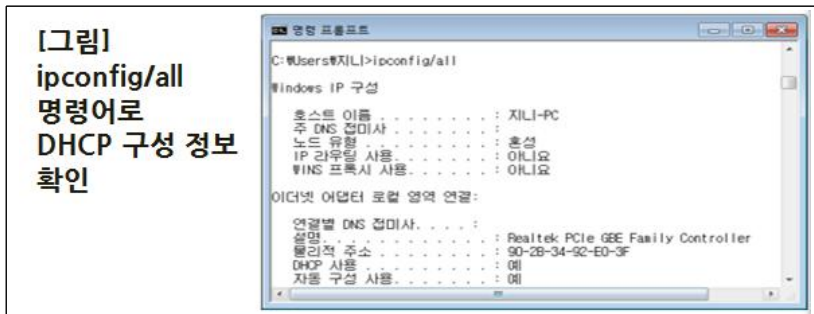 [그림]
ipconfig/all
명령어로
DHCP 구성 정보
확인
명령 프롬프트
C:\Users\지니>ipconfig/all
Windows IP 구성
호스트 이름 . . . . . . . . : 지니-PC
주 DNS 접미사 . . . . . . . :
노드 유형 . . . . . . . . . : 혼성
IP 라우팅 사용. . . . . . . : 아니요
WINS 프록시 사용. . . . . . : 아니요
이더넷 어댑터 로컬 영역 연결:
연결별 DNS 접미사. . . . :
설명. . . . . . . . . . . . : Realtek PCIe GBE Family Controller
물리적 주소 . . . . . . . . : 90-2B-34-92-E0-3F
DHCP 사용 . . . . . . . . . : 예
자동 구성 사용. . . . . . . : 예